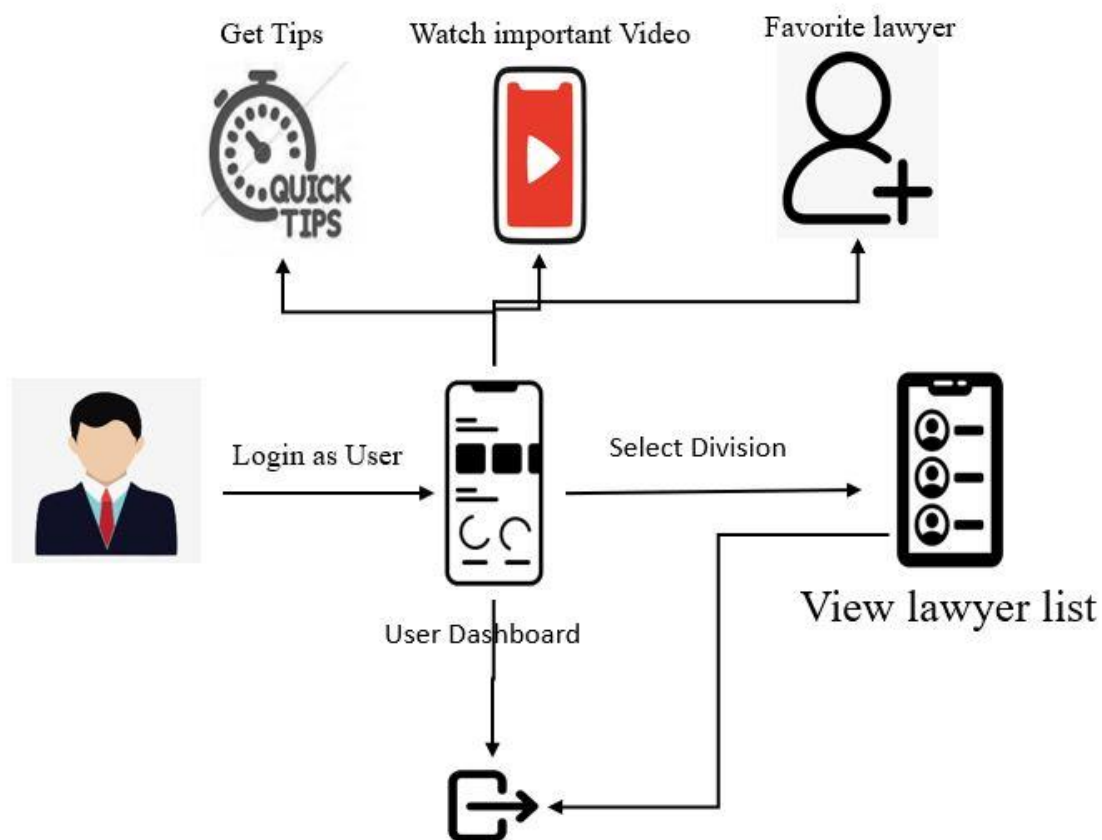 Get Tips
Watch important Video
Favorite lawyer
QUICK
TIPS
Login as User
Select Division
View lawyer list
User Dashboard